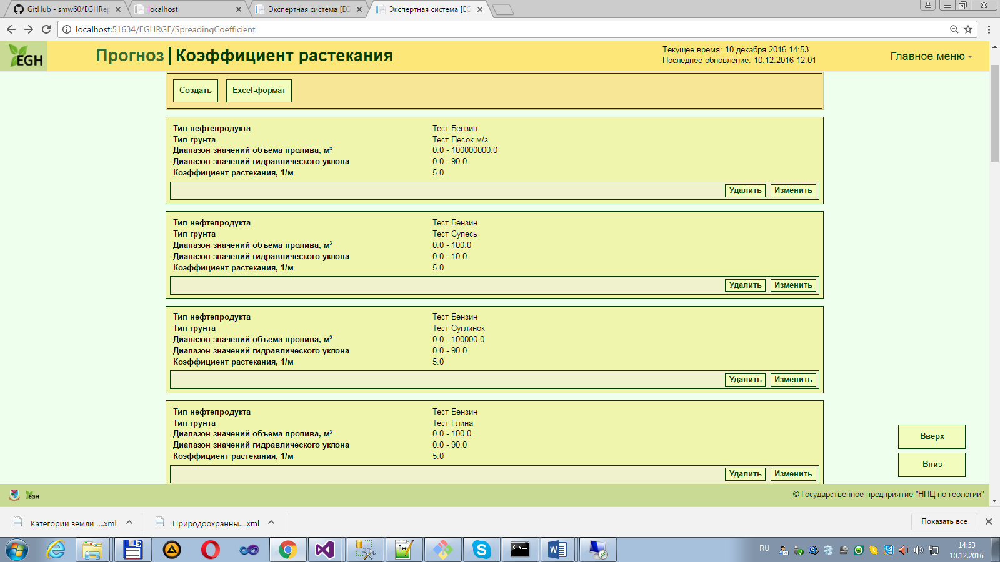 GitHub - smw60/EGHRep
localhost
Экспертная система [EG
Экспертная система [EG
localhost:51634/EGHRGE/SpreadingCoefficient
EGH
Прогноз | Коэффициент растекания
Текущее время: 10 декабря 2016 14:53
Последнее обновление: 10.12.2016 12:01
Главное меню
Создать
Excel-формат
Тип нефтепродукта Тест Бензин
Тип грунта Тест Песок м/з
Диапазон значений объема пролива, м³ 0.0 - 100000000.0
Диапазон значений гидравлического уклона 0.0 - 90.0
Коэффициент растекания, 1/м 5.0
Удалить Изменить
Тип нефтепродукта Тест Бензин
Тип грунта Тест Супесь
Диапазон значений объема пролива, м³ 0.0 - 100.0
Диапазон значений гидравлического уклона 0.0 - 10.0
Коэффициент растекания, 1/м 5.0
Удалить Изменить
Тип нефтепродукта Тест Бензин
Тип грунта Тест Суглинок
Диапазон значений объема пролива, м³ 0.0 - 100000.0
Диапазон значений гидравлического уклона 0.0 - 90.0
Коэффициент растекания, 1/м 5.0
Удалить Изменить
Тип нефтепродукта Тест Бензин
Тип грунта Тест Глина
Диапазон значений объема пролива, м³ 0.0 - 100.0
Диапазон значений гидравлического уклона 0.0 - 90.0
Коэффициент растекания, 1/м 5.0
Удалить Изменить
Вверх
Вниз
EGH
© Государственное предприятие "НПЦ по геологии"
Категории земли ....xml
Природоохранны....xml
Показать все
RU
14:53
10.12.2016